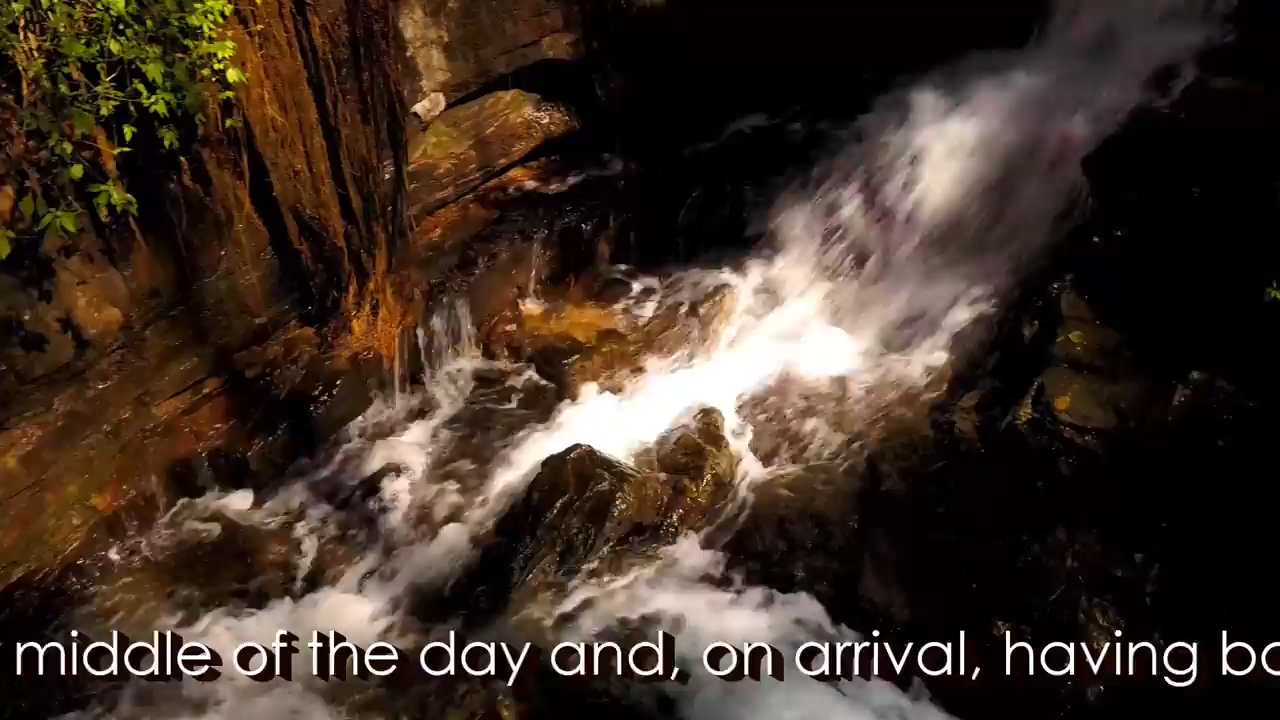 middle of the day and, on arrival, having